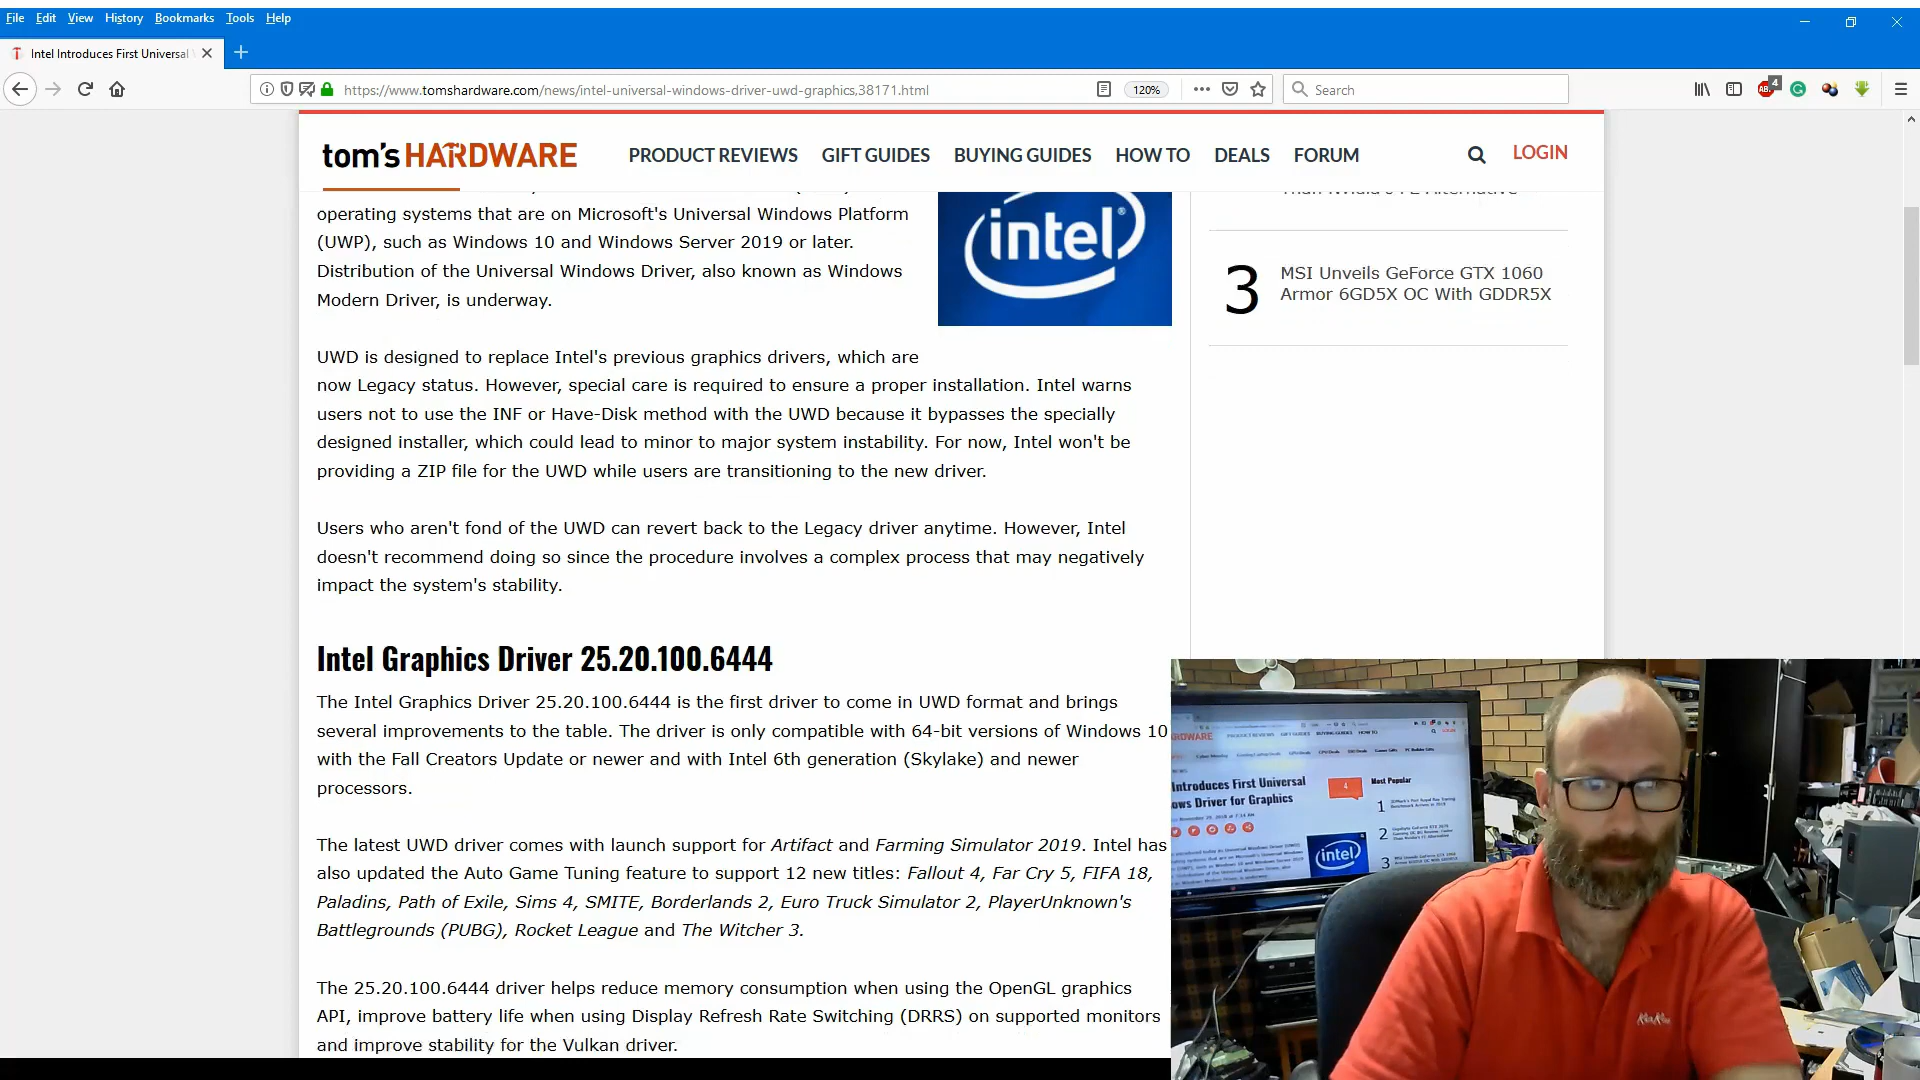 File Edit View History Bookmarks Tools Help
Intel Introduces First Universal
https://www.tomshardware.com/news/intel-universal-windows-driver-uwd-graphics,38171.html
120%
Search
4
tom's HARDWARE
PRODUCT REVIEWS GIFT GUIDES BUYING GUIDES HOW TO DEALS FORUM
LOGIN
operating systems that are on Microsoft's Universal Windows Platform
(UWP), such as Windows 10 and Windows Server 2019 or later.
Distribution of the Universal Windows Driver, also known as Windows
Modern Driver, is underway.
intel®
3
MSI Unveils GeForce GTX 1060
Armor 6GD5X OC With GDDR5X
UWD is designed to replace Intel's previous graphics drivers, which are
now Legacy status. However, special care is required to ensure a proper installation. Intel warns
users not to use the INF or Have-Disk method with the UWD because it bypasses the specially
designed installer, which could lead to minor to major system instability. For now, Intel won't be
providing a ZIP file for the UWD while users are transitioning to the new driver.
Users who aren't fond of the UWD can revert back to the Legacy driver anytime. However, Intel
doesn't recommend doing so since the procedure involves a complex process that may negatively
impact the system's stability.
Intel Graphics Driver 25.20.100.6444
The Intel Graphics Driver 25.20.100.6444 is the first driver to come in UWD format and brings
several improvements to the table. The driver is only compatible with 64-bit versions of Windows 10
with the Fall Creators Update or newer and with Intel 6th generation (Skylake) and newer
processors.
The latest UWD driver comes with launch support for Artifact and Farming Simulator 2019. Intel has
also updated the Auto Game Tuning feature to support 12 new titles: Fallout 4, Far Cry 5, FIFA 18,
Paladins, Path of Exile, Sims 4, SMITE, Borderlands 2, Euro Truck Simulator 2, PlayerUnknown's
Battlegrounds (PUBG), Rocket League and The Witcher 3.
The 25.20.100.6444 driver helps reduce memory consumption when using the OpenGL graphics
API, improve battery life when using Display Refresh Rate Switching (DRRS) on supported monitors
and improve stability for the Vulkan driver.
Introduces First Universal
ows Driver for Graphics
4
Most Popular
1
2
3
intel